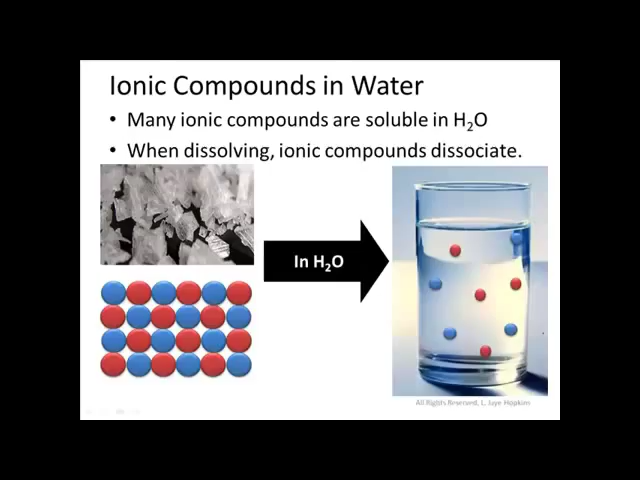 Ionic Compounds in Water
• Many ionic compounds are soluble in H₂O
• When dissolving, ionic compounds dissociate.
In H₂O
All Rights Reserved, L. Jaye Hopkins